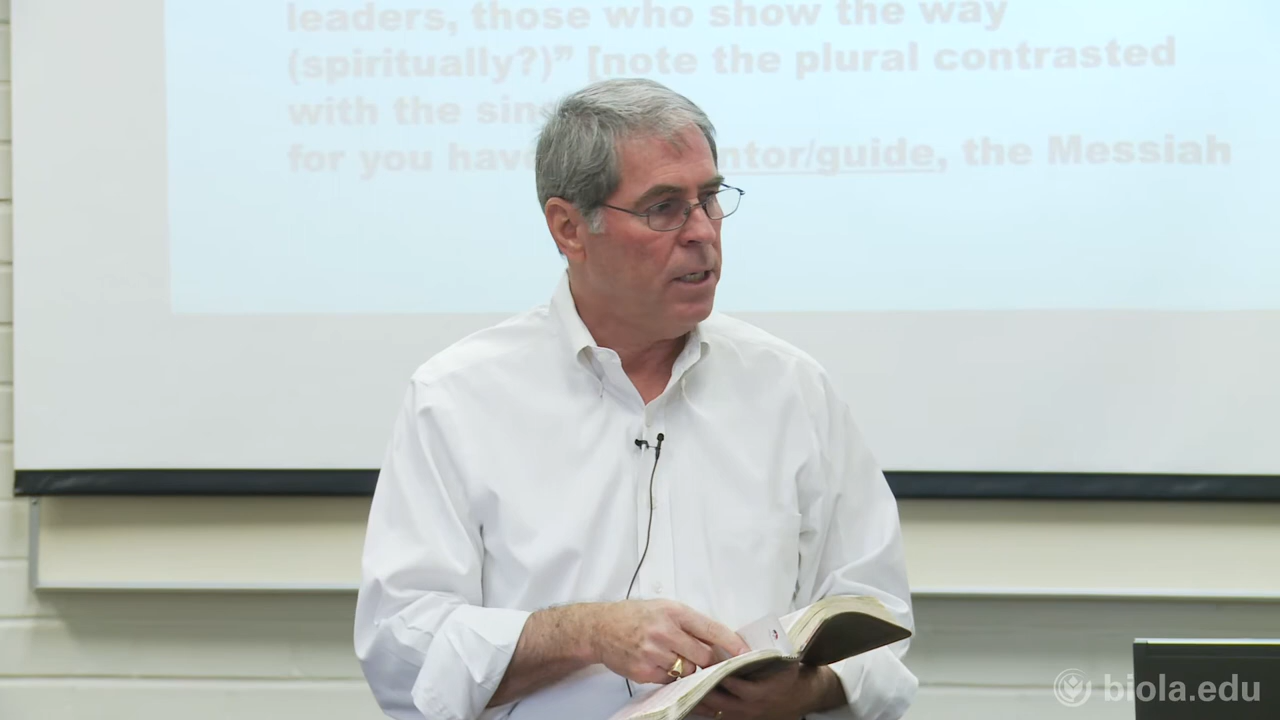 leaders, those who show the way
(spiritually?)” [note the plural contrasted
with the
for you have ntor/guide, the Messiah
biola.edu